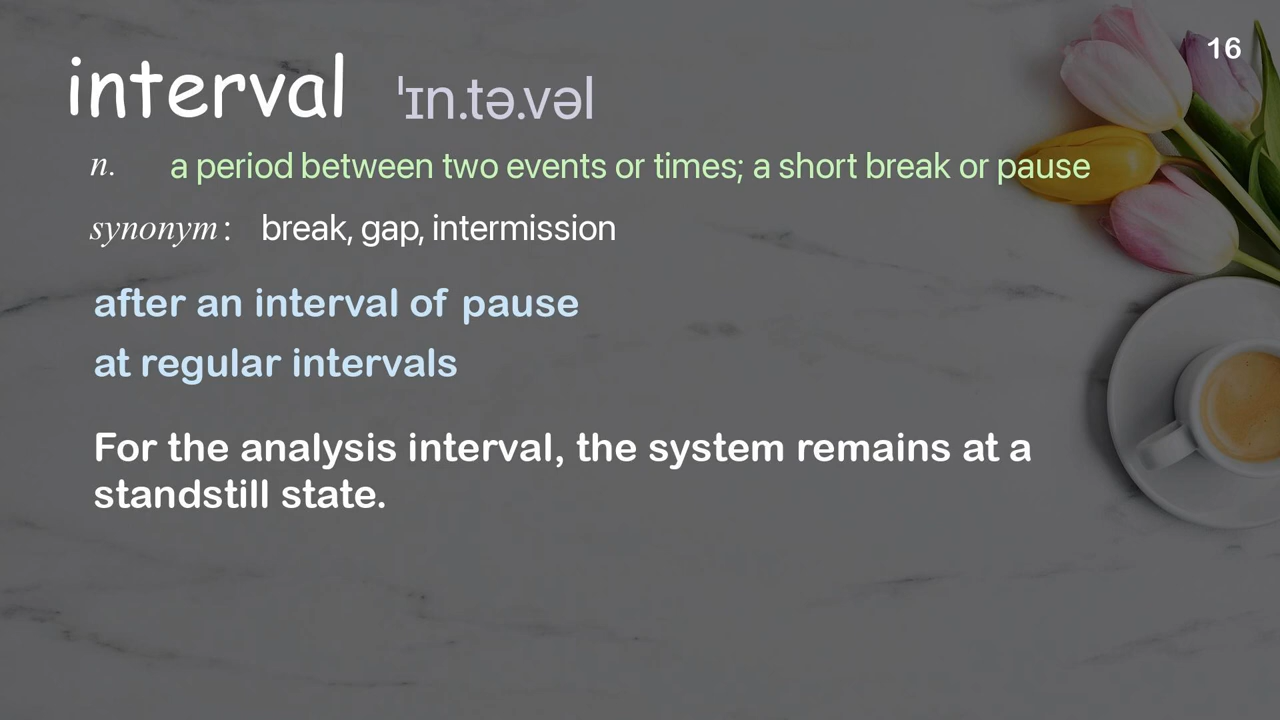 16
interval ˈɪn.tə.vəl
n. a period between two events or times; a short break or pause
synonym: break, gap, intermission
after an interval of pause
at regular intervals
For the analysis interval, the system remains at a
standstill state.